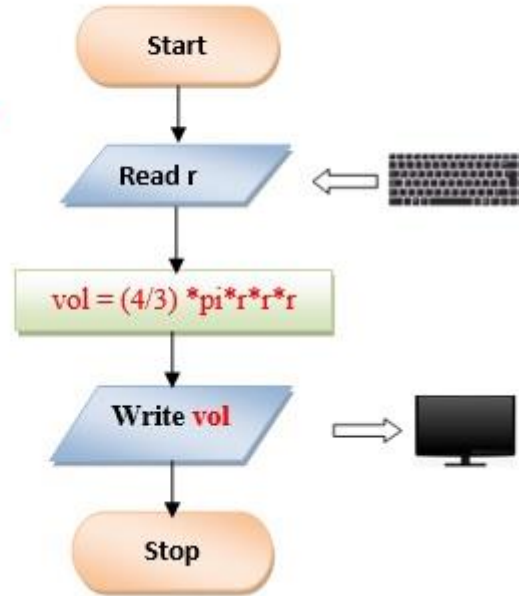 Start
Read r
vol = (4/3) *pi*r*r*r
Write vol
Stop